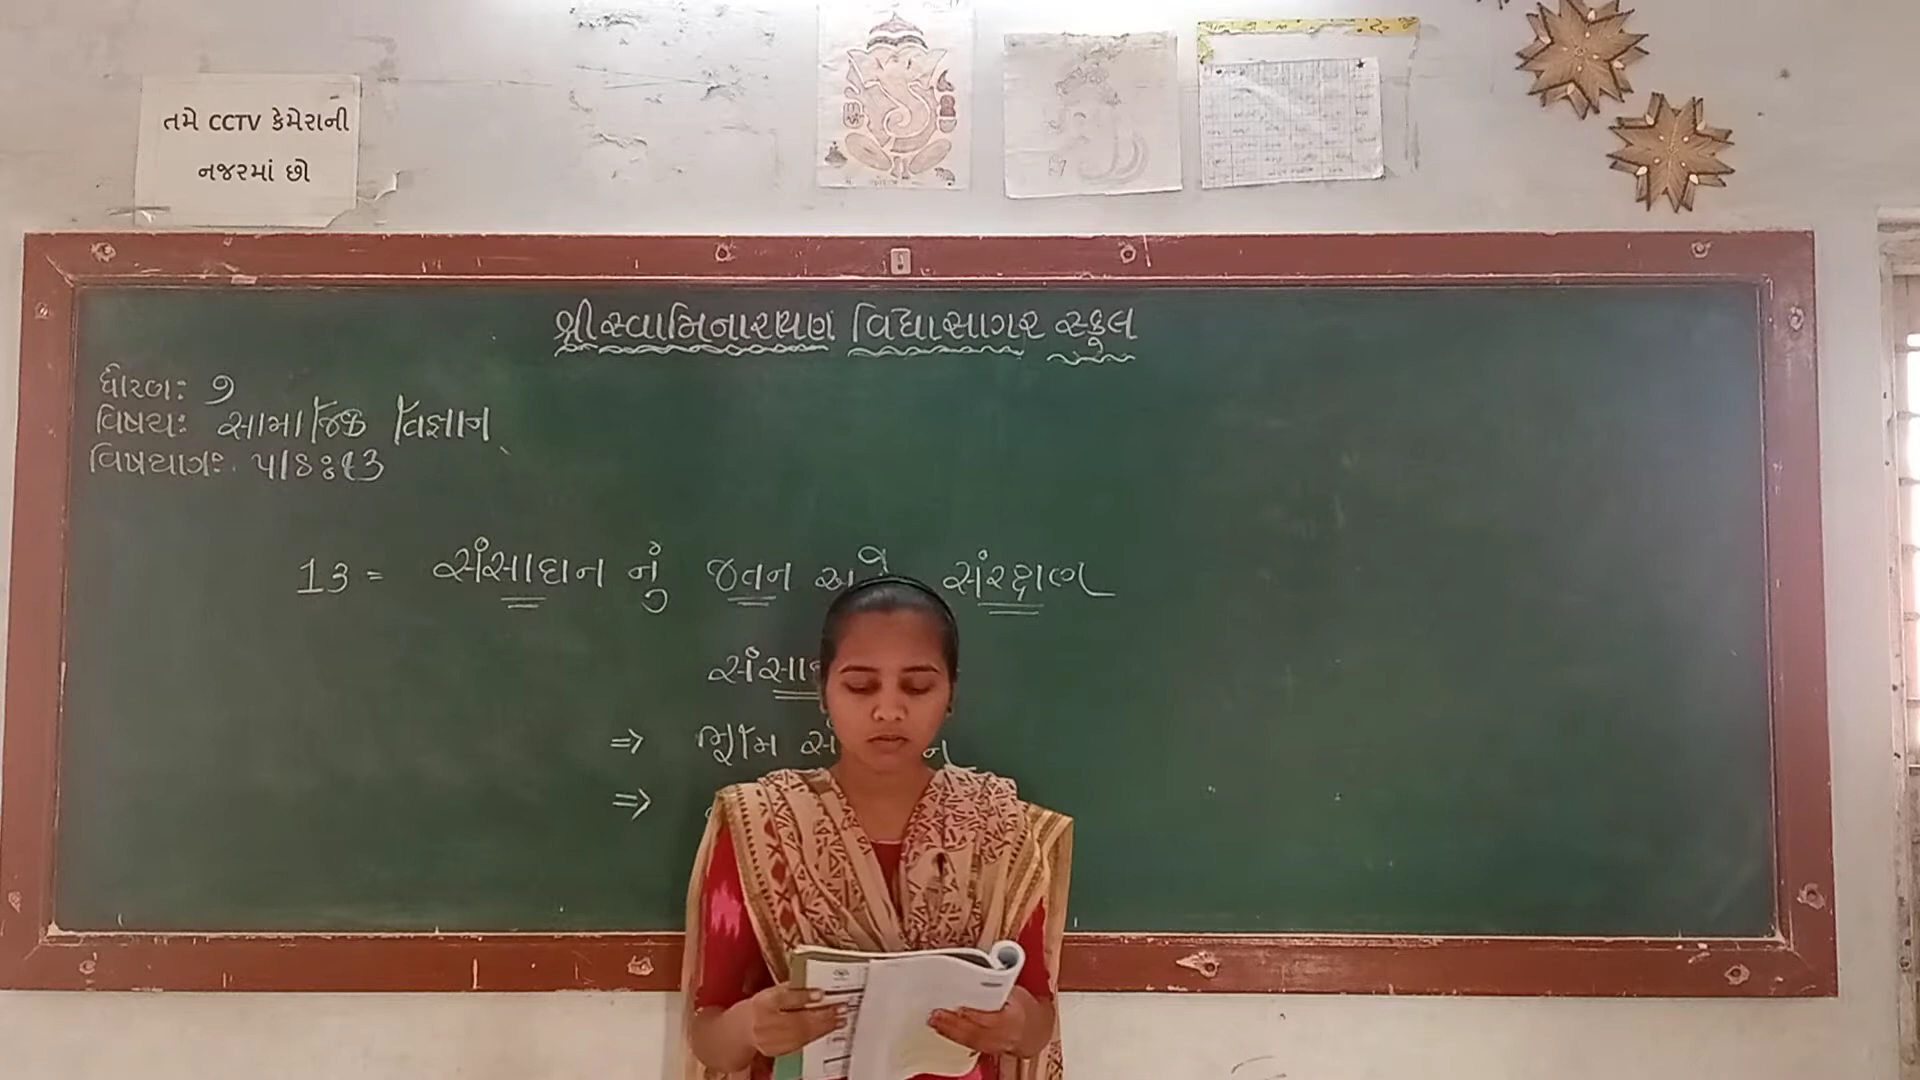 તમે CCTV કેમેરાની
નજરમાં છો
શ્રી સ્વામિનારાયણ વિદ્યાસાગર સ્કુલ
ધોરણ: ૭
વિષય: સામાજિક વિજ્ઞાન
વિષયાગ: પાઠ:૧૩
13 = સંસાધન નું જતન અને સંરક્ષણ
⇒ ભૂમિ
⇒